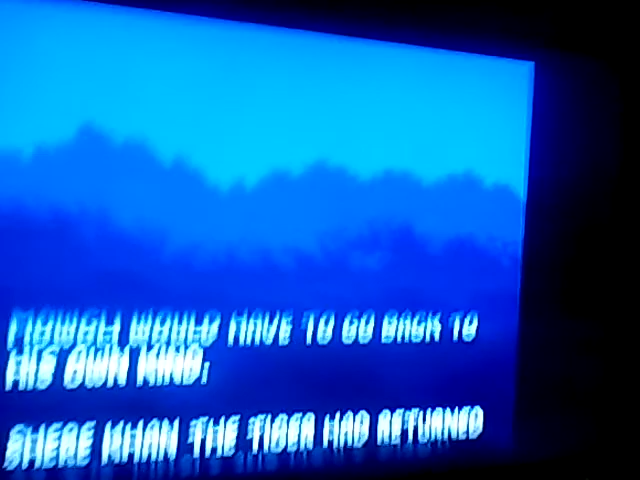 MOWGLI WOULD HAVE TO GO BACK TO
HIS OWN KIND;
SHERE KHAN THE TIGER HAD RETURNED